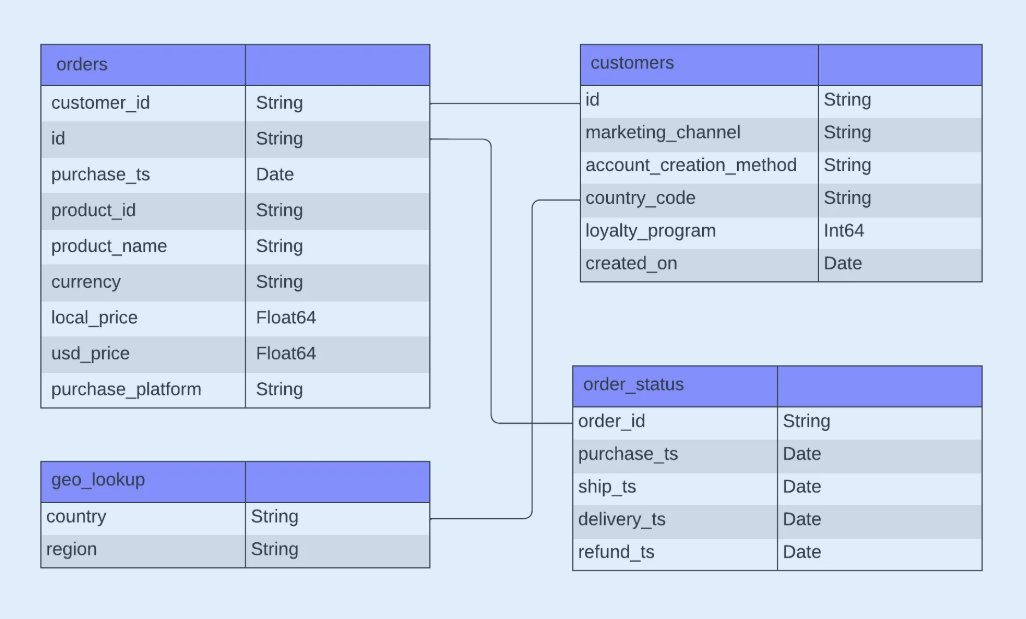 orders
customer_id String
id String
purchase_ts Date
product_id String
product_name String
currency String
local_price Float64
usd_price Float64
purchase_platform String
customers
id String
marketing_channel String
account_creation_method String
country_code String
loyalty_program Int64
created_on Date
geo_lookup
country String
region String
order_status
order_id String
purchase_ts Date
ship_ts Date
delivery_ts Date
refund_ts Date